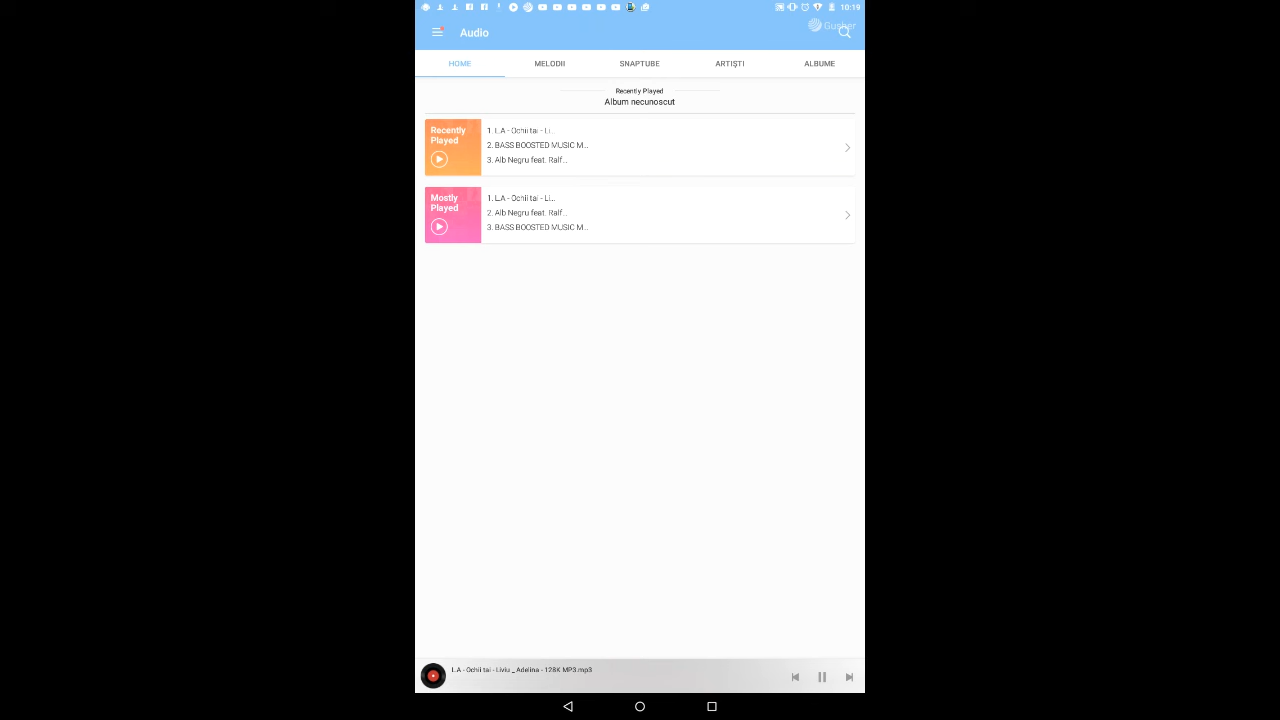 10:19
Audio
Gusher
HOME MELODII SNAPTUBE ARTIŞTI ALBUME
Recently Played
Album necunoscut
Recently
Played
1. L.A - Ochii tai - Li...
2. BASS BOOSTED MUSIC M...
3. Alb Negru feat. Ralf...
Mostly
Played
1. L.A - Ochii tai - Li...
2. Alb Negru feat. Ralf...
3. BASS BOOSTED MUSIC M...
L.A - Ochii tai - Liviu _ Adelina - 128K MP3.mp3